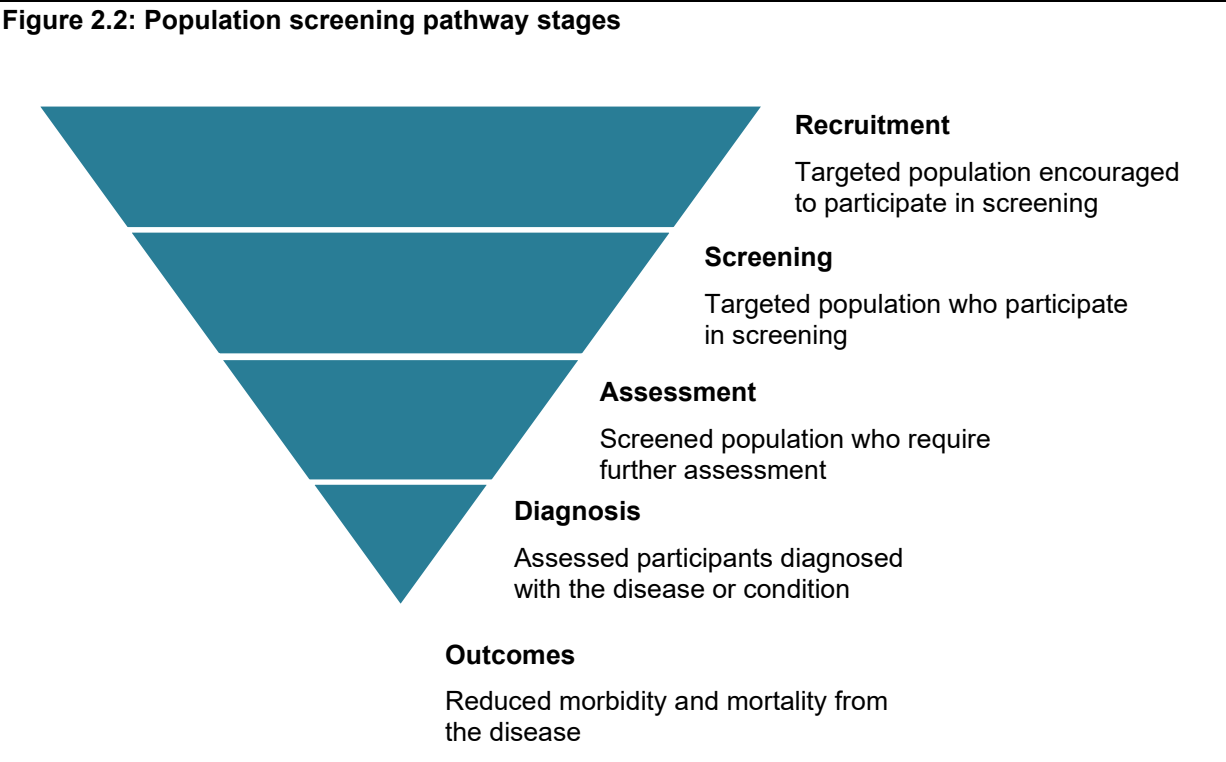 Figure 2.2: Population screening pathway stages
Recruitment
Targeted population encouraged
to participate in screening
Screening
Targeted population who participate
in screening
Assessment
Screened population who require
further assessment
Diagnosis
Assessed participants diagnosed
with the disease or condition
Outcomes
Reduced morbidity and mortality from
the disease